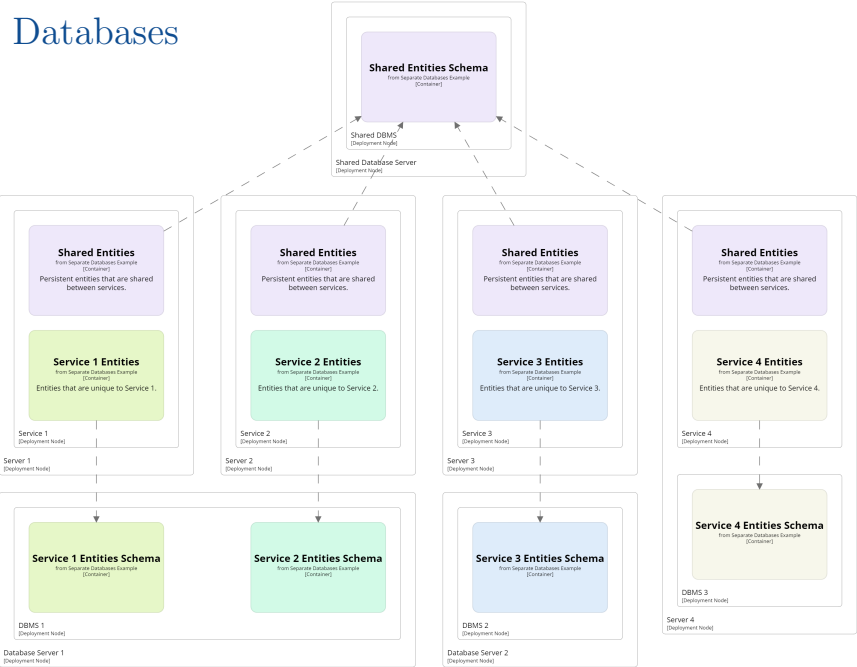 Databases
Shared Entities Schema
from Separate Databases Example
[Container]
Shared DBMS
[Deployment Node]
Shared Database Server
[Deployment Node]
Shared Entities
from Separate Databases Example
[Container]
Persistent entities that are shared
between services.
Service 1 Entities
from Separate Databases Example
[Container]
Entities that are unique to Service 1.
Service 1
[Deployment Node]
Server 1
[Deployment Node]
Shared Entities
from Separate Databases Example
[Container]
Persistent entities that are shared
between services.
Service 2 Entities
from Separate Databases Example
[Container]
Entities that are unique to Service 2.
Service 2
[Deployment Node]
Server 2
[Deployment Node]
Shared Entities
from Separate Databases Example
[Container]
Persistent entities that are shared
between services.
Service 3 Entities
from Separate Databases Example
[Container]
Entities that are unique to Service 3.
Service 3
[Deployment Node]
Server 3
[Deployment Node]
Shared Entities
from Separate Databases Example
[Container]
Persistent entities that are shared
between services.
Service 4 Entities
from Separate Databases Example
[Container]
Entities that are unique to Service 4.
Service 4
[Deployment Node]
Service 1 Entities Schema
from Separate Databases Example
[Container]
Service 2 Entities Schema
from Separate Databases Example
[Container]
DBMS 1
[Deployment Node]
Database Server 1
[Deployment Node]
Service 3 Entities Schema
from Separate Databases Example
[Container]
DBMS 2
[Deployment Node]
Database Server 2
[Deployment Node]
Service 4 Entities Schema
from Separate Databases Example
[Container]
DBMS 3
[Deployment Node]
Server 4
[Deployment Node]